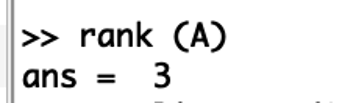 >> rank (A)
ans =  3